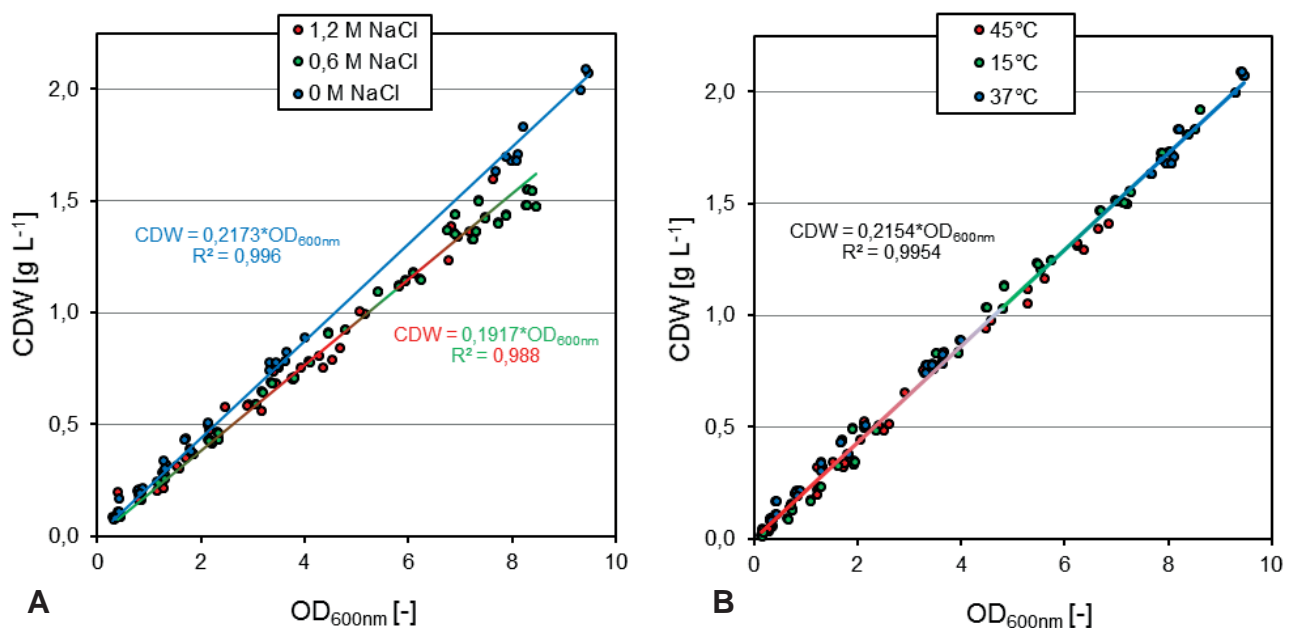 1,2 M NaCl
0,6 M NaCl
0 M NaCl
2,0
1,5
1,0
0,5
0,0
CDW [g L⁻¹]
CDW = 0,2173*OD₆₀₀ₙₘ
R² = 0,996
CDW = 0,1917*OD₆₀₀ₙₘ
R² = 0,988
0 2 4 6 8 10
OD₆₀₀ₙₘ [-]
A
45°C
15°C
37°C
2,0
1,5
1,0
0,5
0,0
CDW [g L⁻¹]
CDW = 0,2154*OD₆₀₀ₙₘ
R² = 0,9954
0 2 4 6 8 10
OD₆₀₀ₙₘ [-]
B